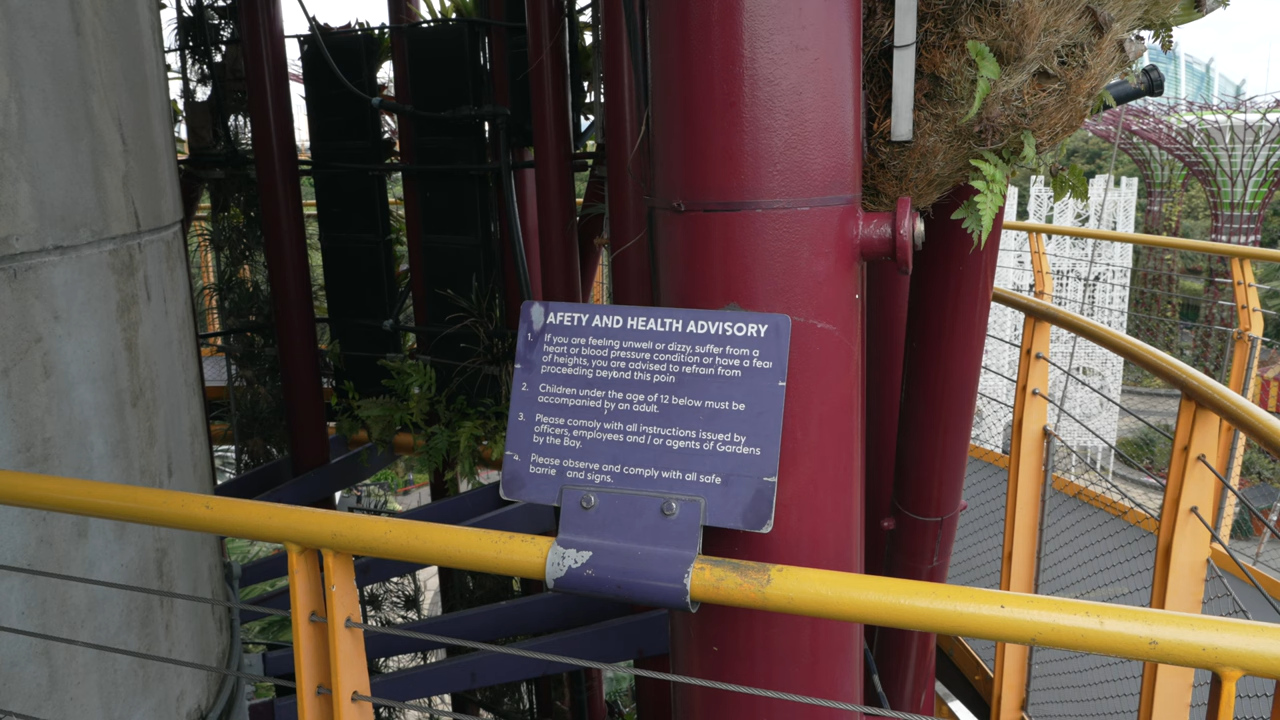 AFETY AND HEALTH ADVISORY
1. If you are feeling unwell or dizzy, suffer from a
heart or blood pressure condition or have a fear
of heights, you are advised to refrain from
proceeding beyond this poin
2. Children under the age of 12 below must be
accompanied by an adult.
3. Please comply with all instructions issued by
officers, employees and / or agents of Gardens
by the Bay.
4. Please observe and comply with all safe
barrie and signs.